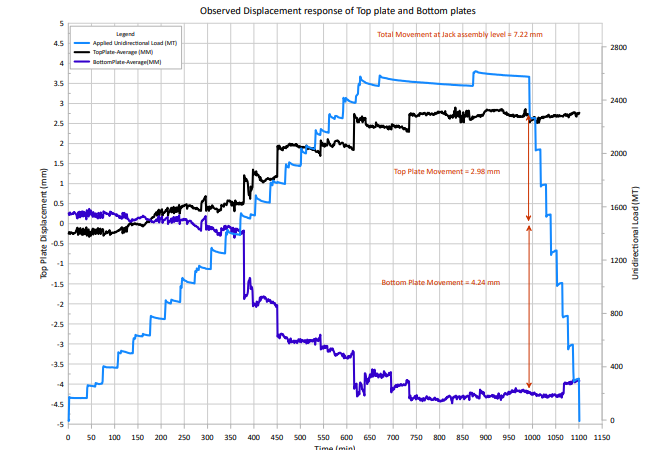 Observed Displacement response of Top plate and Bottom plates
Legend
Applied Unidirectional Load (MT)
TopPlate-Average (MM)
BottomPlate-Average(MM)
Total Movement at Jack assembly level = 7.22 mm
Top Plate Movement = 2.98 mm
Bottom Plate Movement = 4.24 mm
Top Plate Displacement (mm)
5
4.5
4
3.5
3
2.5
2
1.5
1
0.5
0
-0.5
-1
-1.5
-2
-2.5
-3
-3.5
-4
-4.5
-5
Unidirectional Load(MT)
2800
2400
2000
1600
1200
800
400
0
0 50 100 150 200 250 300 350 400 450 500 550 600 650 700 750 800 850 900 950 1000 1050 1100 1150
Time (min)